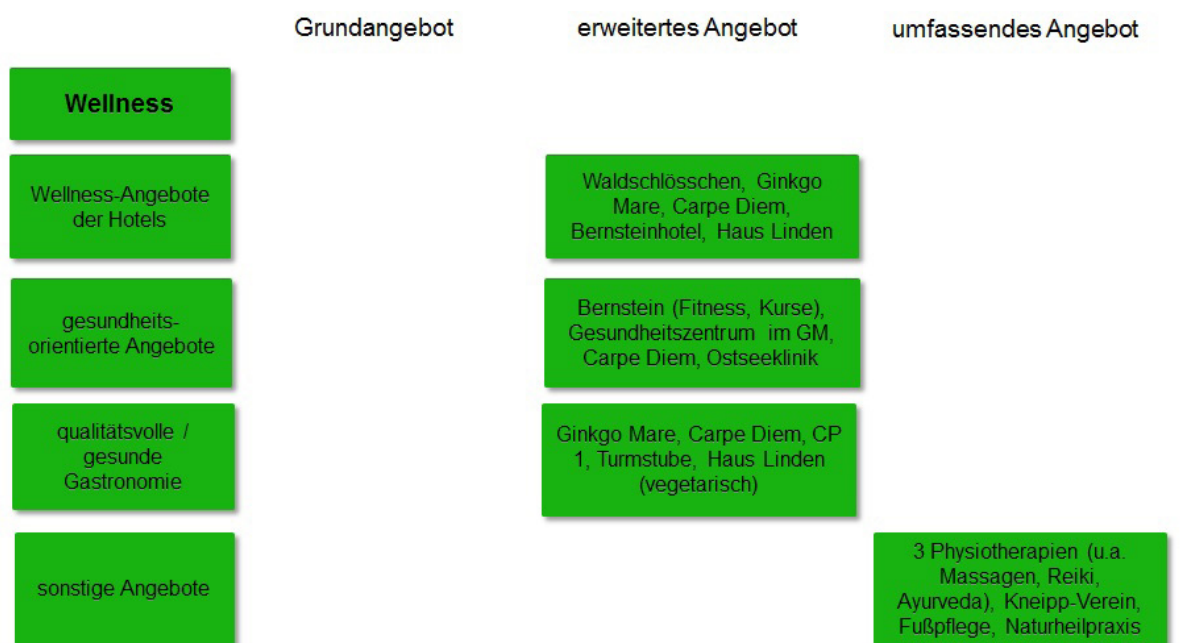 Grundangebot
erweitertes Angebot
umfassendes Angebot
Wellness
Wellness-Angebote
der Hotels
Waldschlösschen, Ginkgo
Mare, Carpe Diem,
Bernsteinhotel, Haus Linden
gesundheits-
orientierte Angebote
Bernstein (Fitness, Kurse),
Gesundheitszentrum im GM,
Carpe Diem, Ostseeklinik
qualitätsvolle /
gesunde
Gastronomie
Ginkgo Mare, Carpe Diem, CP
1, Turmstube, Haus Linden
(vegetarisch)
sonstige Angebote
3 Physiotherapien (u.a.
Massagen, Reiki,
Ayurveda), Kneipp-Verein,
Fußpflege, Naturheilpraxis